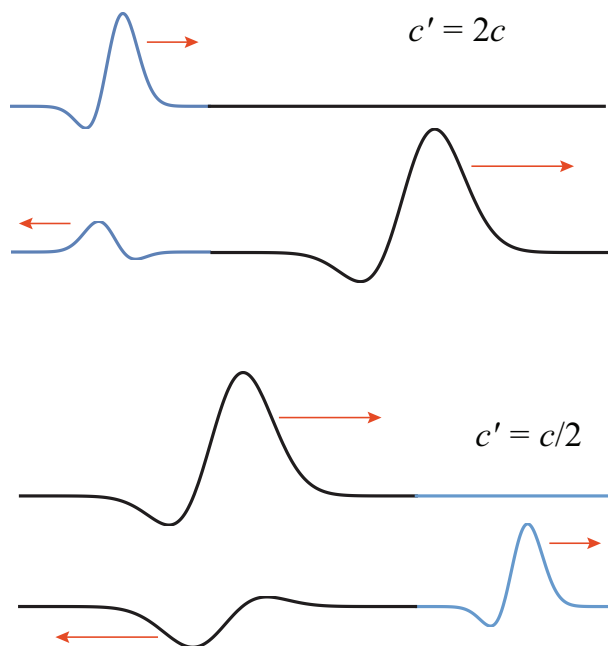 c′ = 2c
c′ = c/2